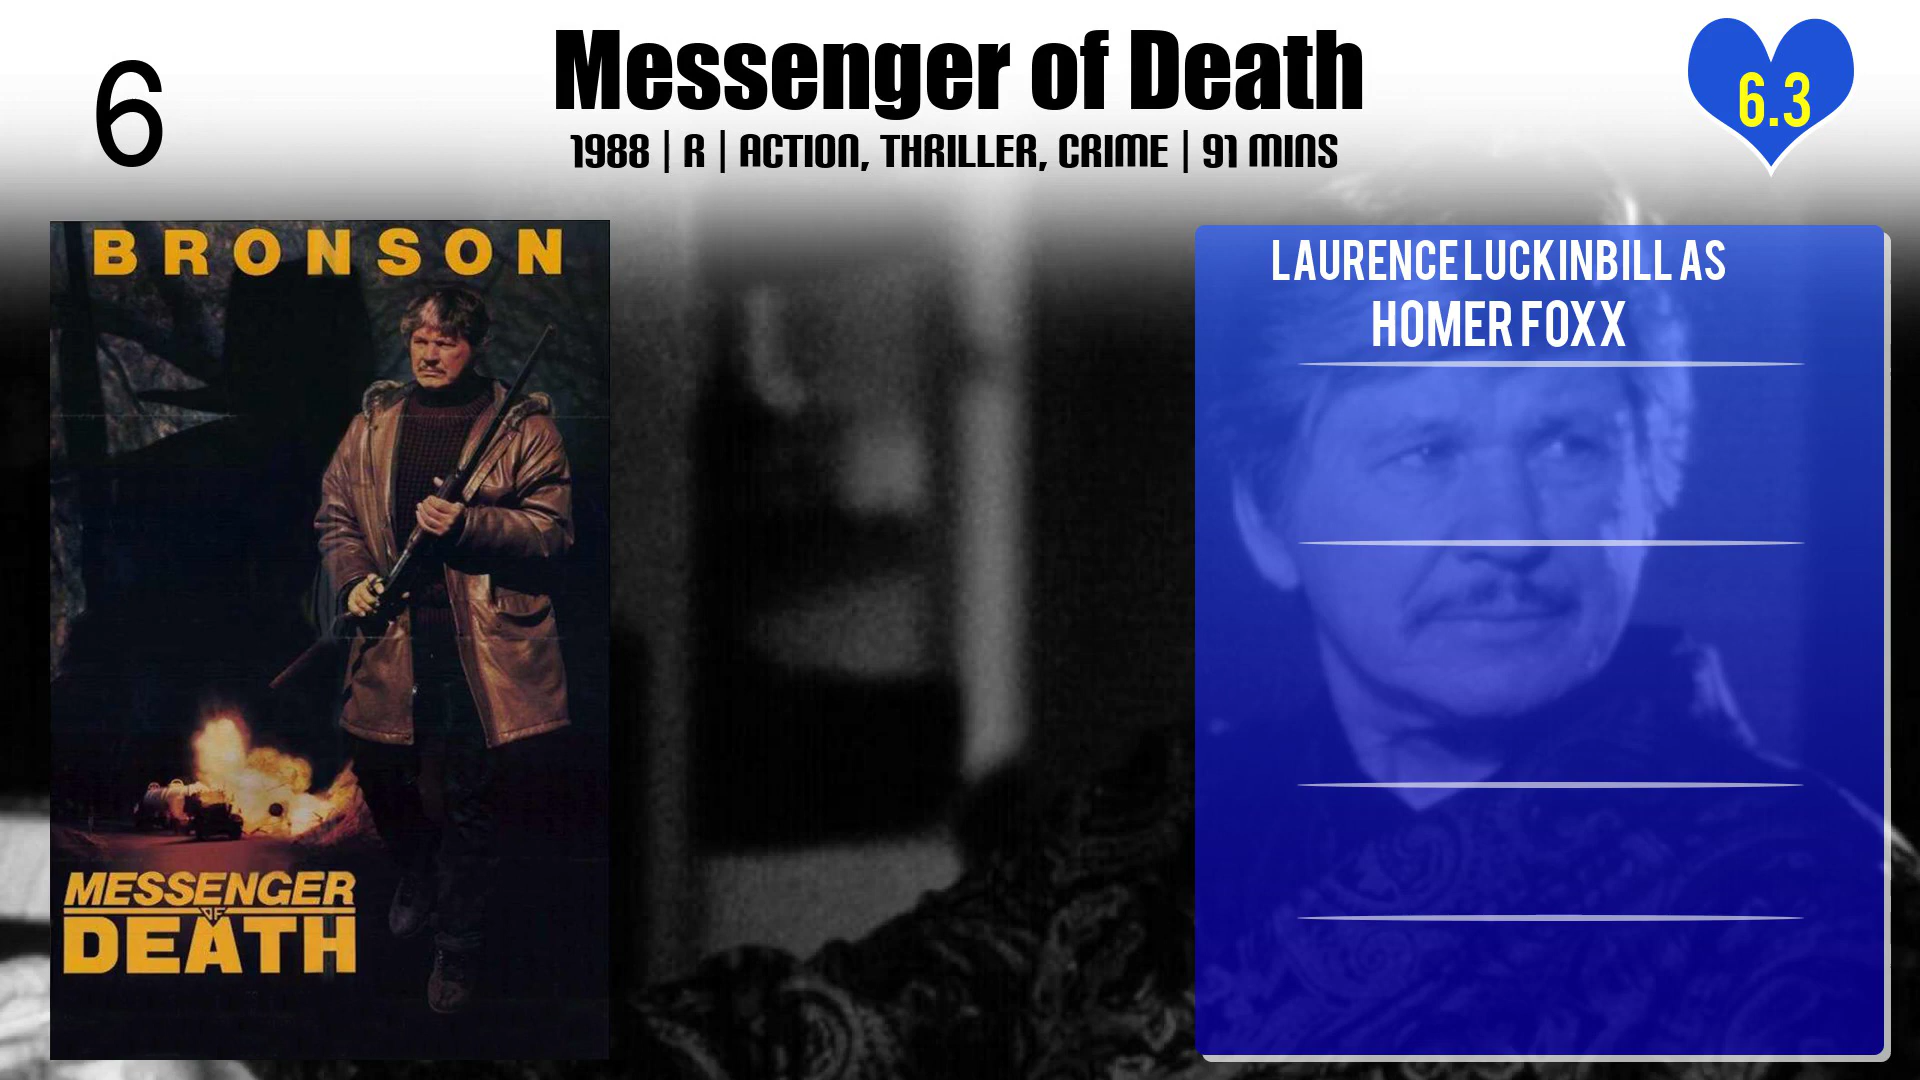 6
Messenger of Death
1988 | R | ACTION, THRILLER, CRIME | 91 MINS
6.3
BRONSON
MESSENGER
OF
DEATH
LAURENCE LUCKINBILL AS
HOMER FOXX